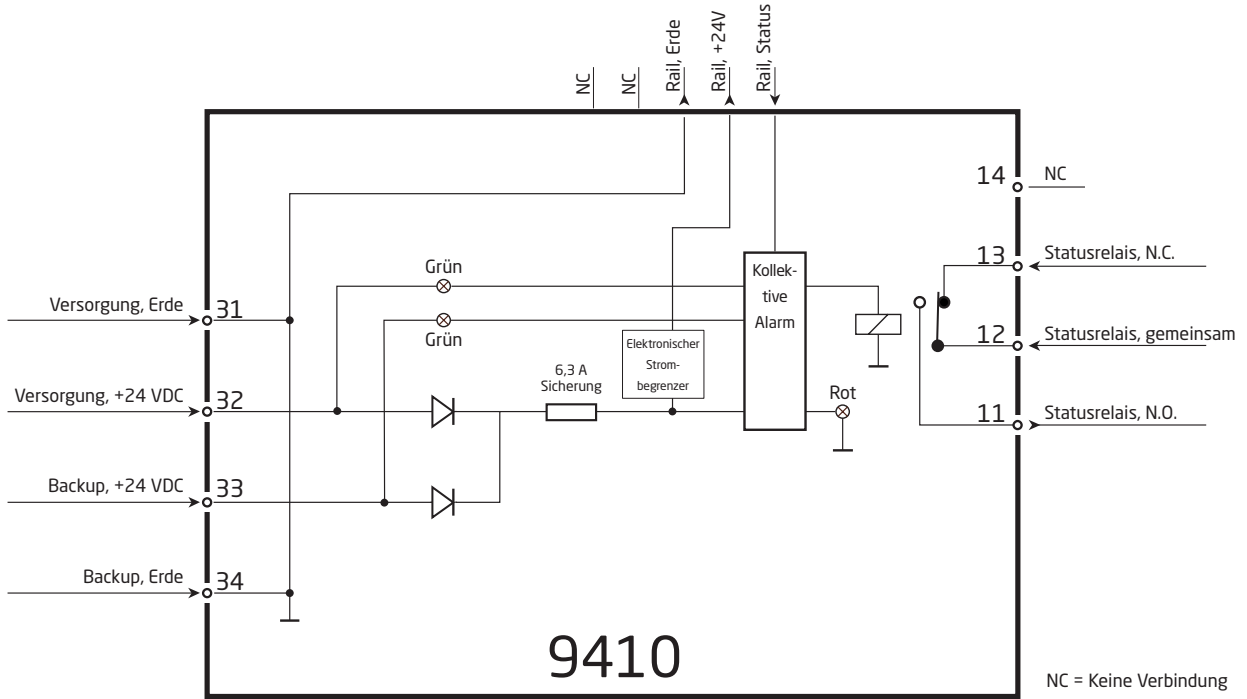 NC
NC
Rail, Erde
Rail, +24V
Rail, Status
14
NC
13
Statusrelais, N.C.
12
Statusrelais, gemeinsam
11
Statusrelais, N.O.
Versorgung, Erde
31
Versorgung, +24 VDC
32
Backup, +24 VDC
33
Backup, Erde
34
Grün
Grün
6,3 A
Sicherung
Elektronischer
Strom-
begrenzer
Kollek-
tive
Alarm
Rot
9410
NC = Keine Verbindung